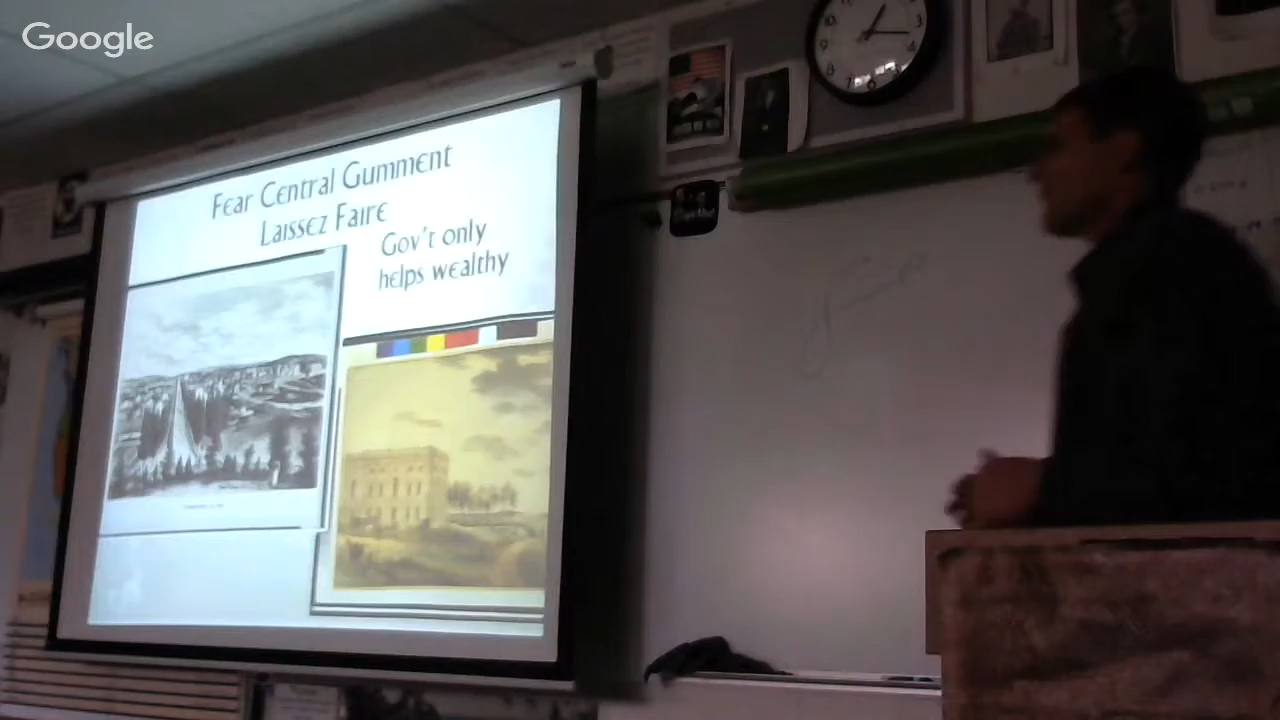 Google
Fear Central Gumment
Laissez Faire
Gov't only
helps wealthy